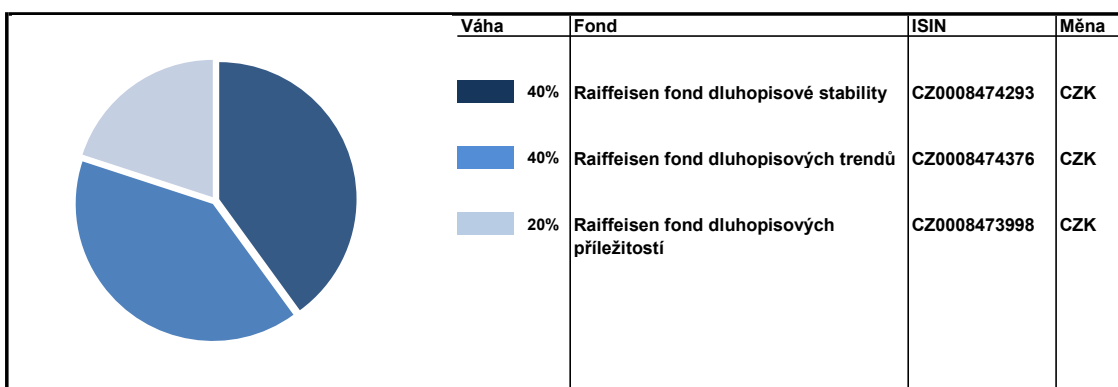 Váha Fond ISIN Měna
40% Raiffeisen fond dluhopisové stability CZ0008474293 CZK
40% Raiffeisen fond dluhopisových trendů CZ0008474376 CZK
20% Raiffeisen fond dluhopisových CZ0008473998 CZK
příležitostí